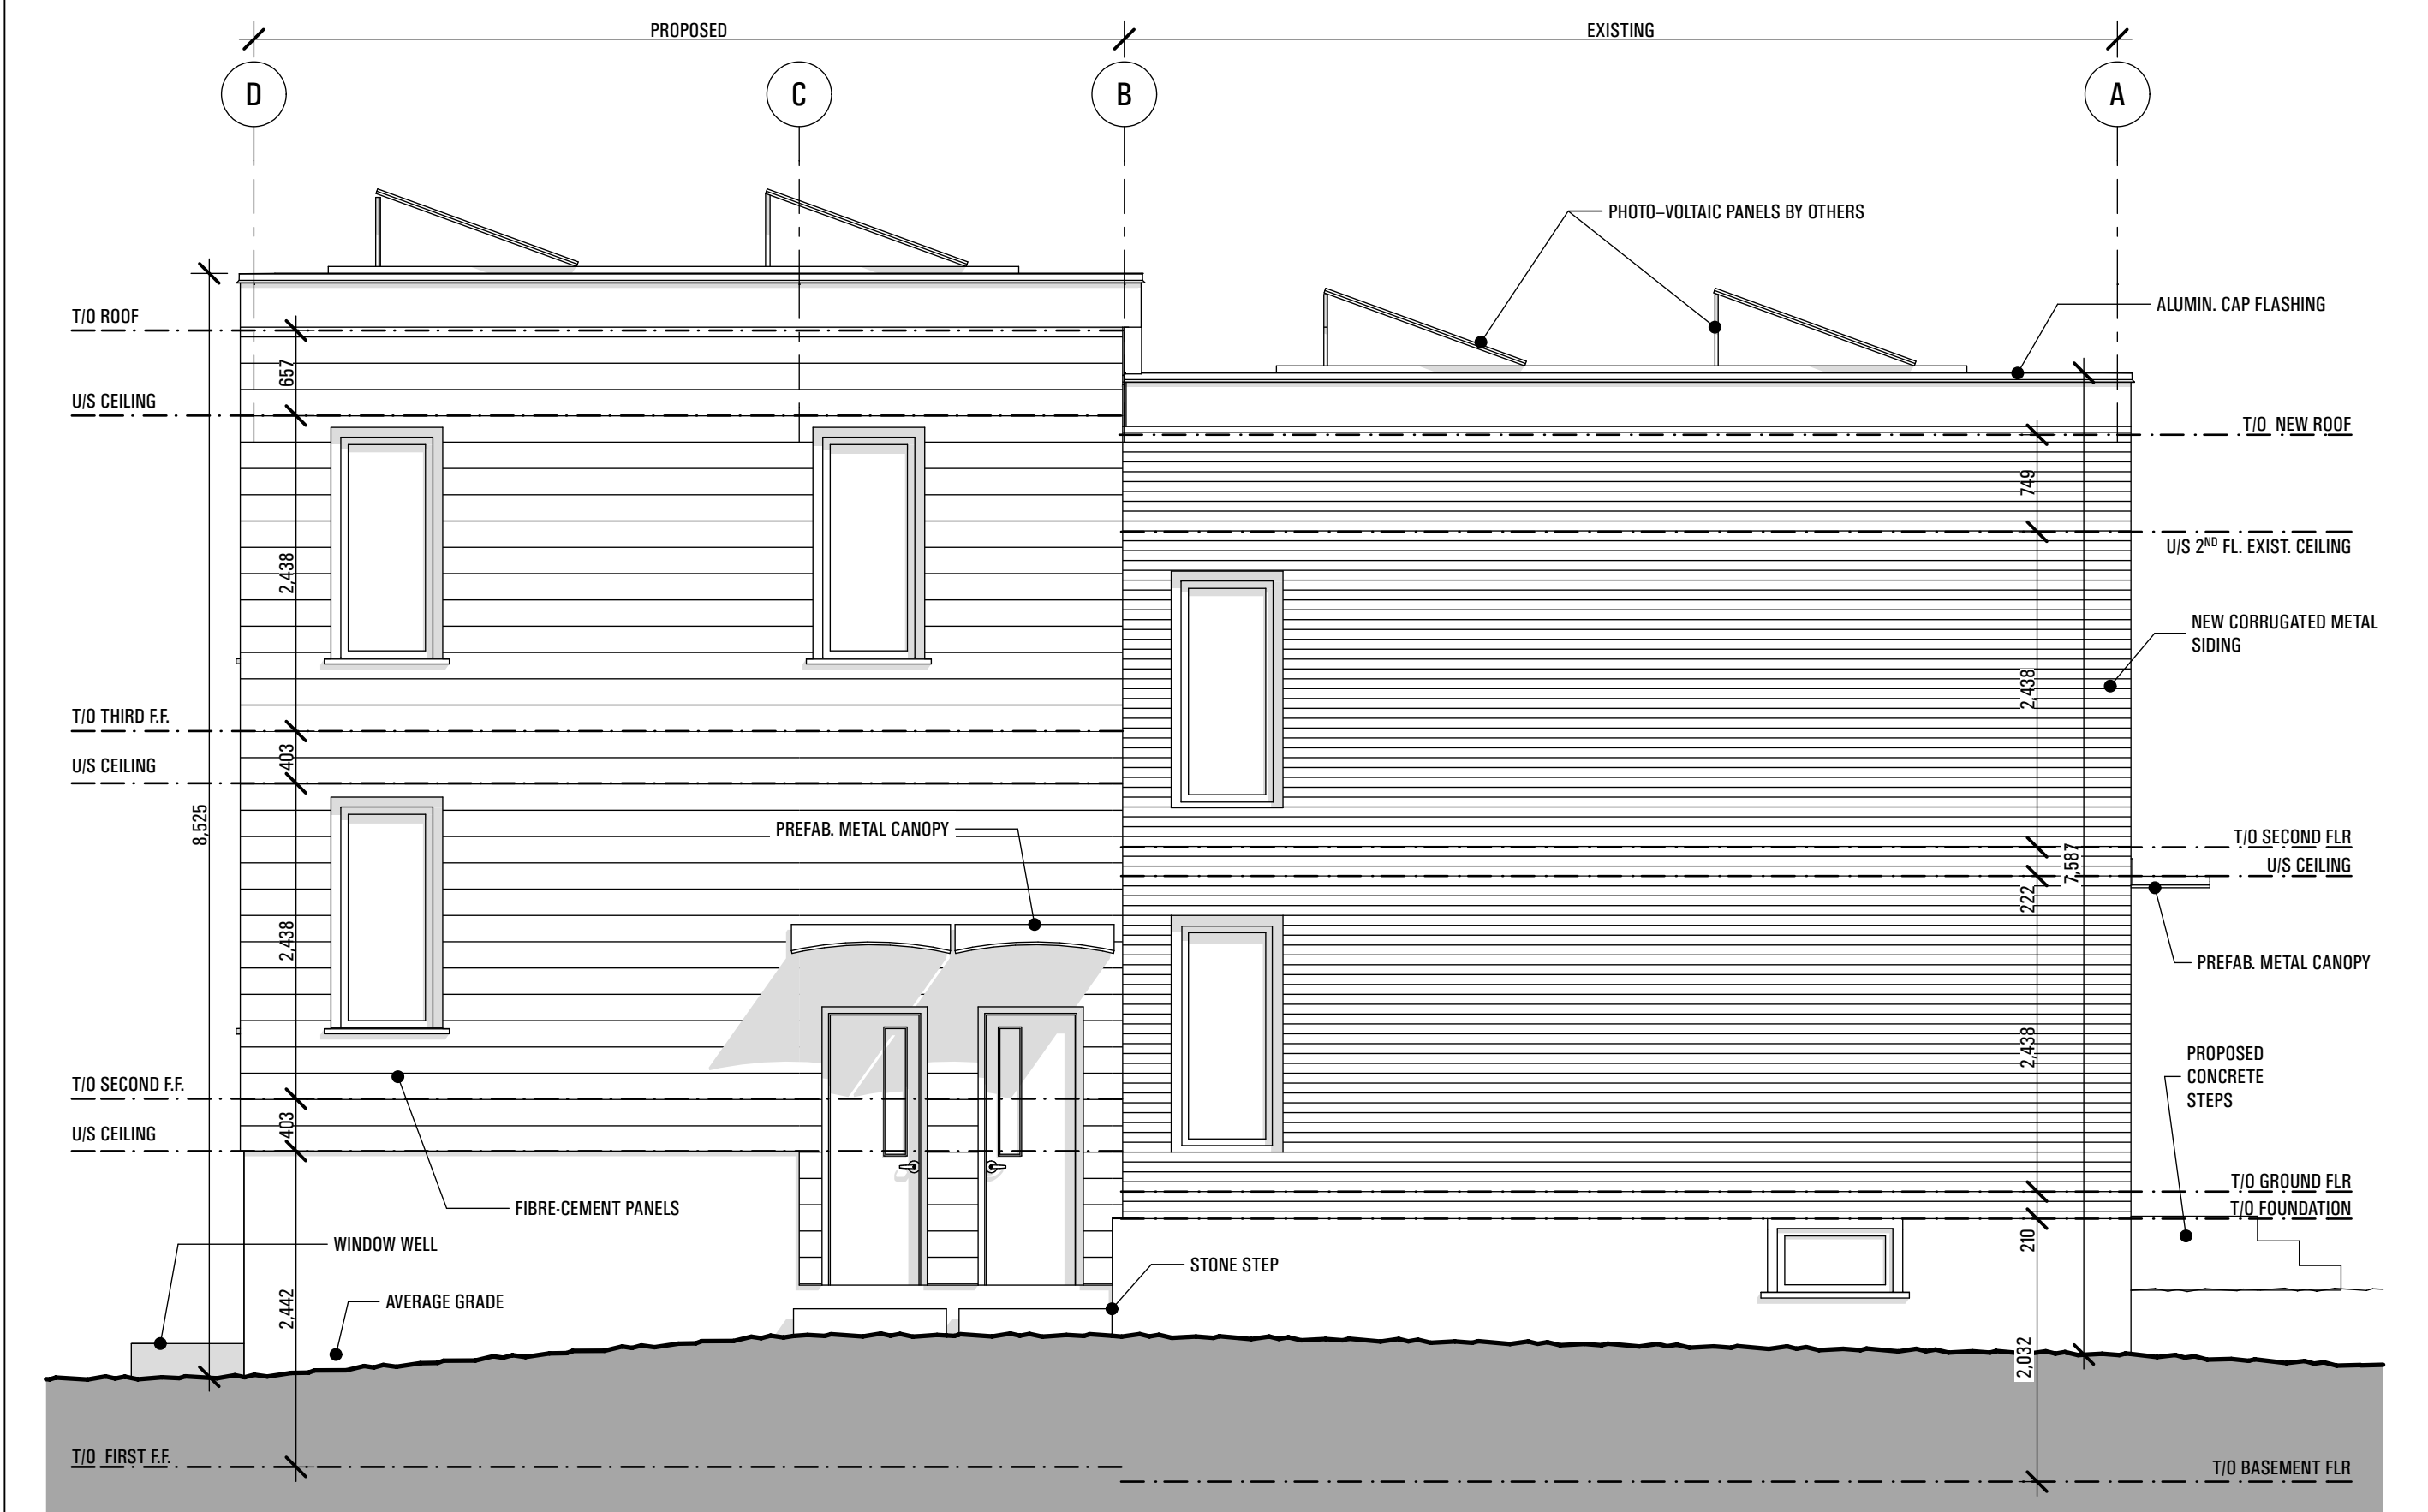 PROPOSED
EXISTING
D
C
B
A
PHOTO–VOLTAIC PANELS BY OTHERS
ALUMIN. CAP FLASHING
T/O ROOF
657
U/S CEILING
T/O  NEW ROOF
749
U/S 2ND FL. EXIST. CEILING
2,438
NEW CORRUGATED METAL
SIDING
2,438
T/O THIRD F.F.
403
U/S CEILING
8,525
PREFAB. METAL CANOPY
T/O SECOND FLR
7,587
U/S CEILING
222
2,438
PREFAB. METAL CANOPY
2,438
PROPOSED
CONCRETE
STEPS
T/O SECOND F.F.
403
U/S CEILING
T/O GROUND FLR
T/O FOUNDATION
FIBRE-CEMENT PANELS
210
WINDOW WELL
STONE STEP
AVERAGE GRADE
2,442
2,032
T/O  FIRST F.F.
T/O BASEMENT FLR